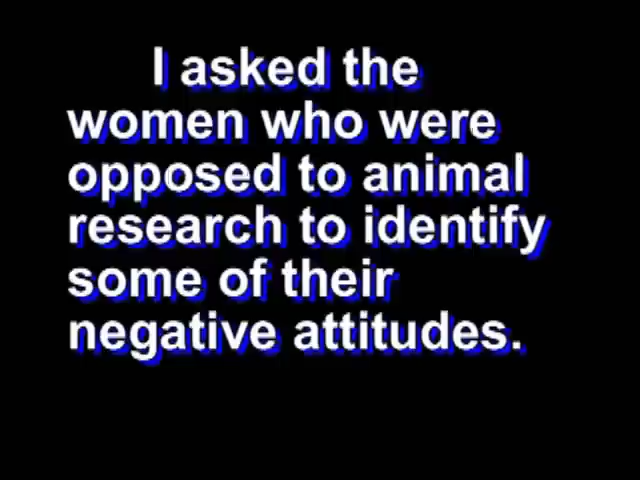 I asked the
women who were
opposed to animal
research to identify
some of their
negative attitudes.